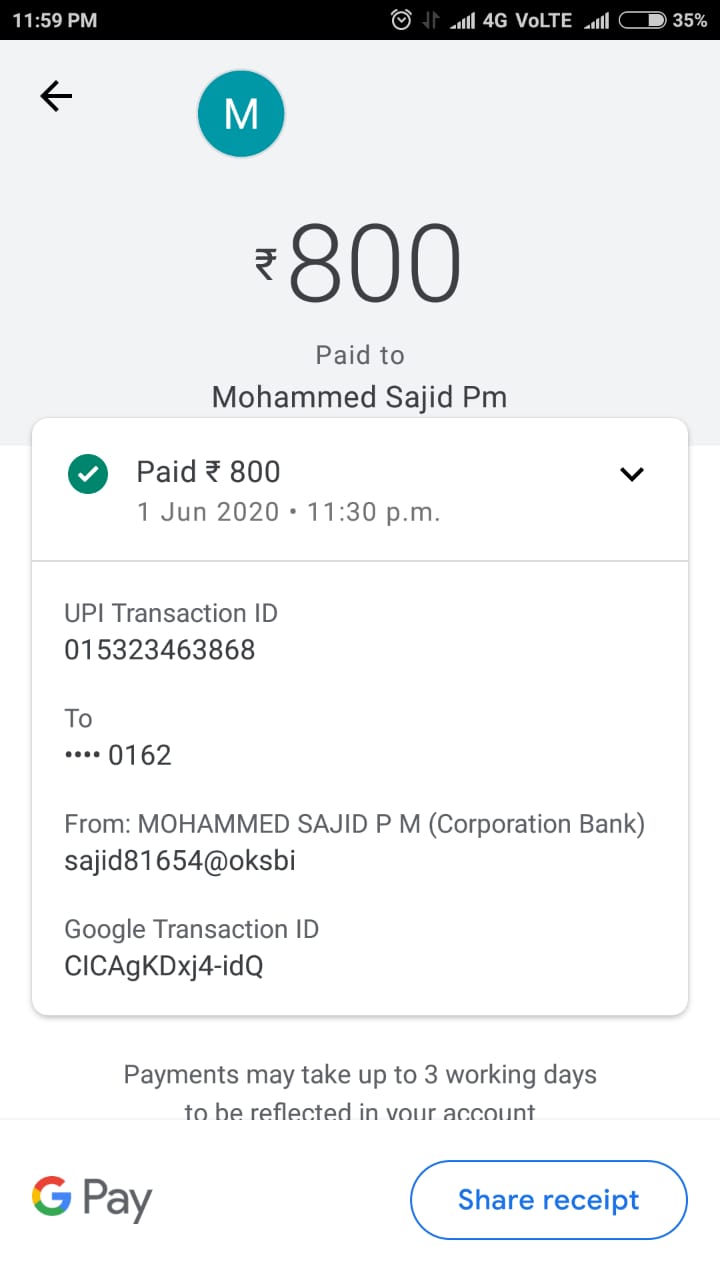 11:59 PM 4G VoLTE 35%
M
₹800
Paid to
Mohammed Sajid Pm
Paid ₹ 800
1 Jun 2020 • 11:30 p.m.
UPI Transaction ID
015323463868
To
•••• 0162
From: MOHAMMED SAJID P M (Corporation Bank)
sajid81654@oksbi
Google Transaction ID
CICAgKDxj4-idQ
Payments may take up to 3 working days
to be reflected in your account
G Pay
Share receipt